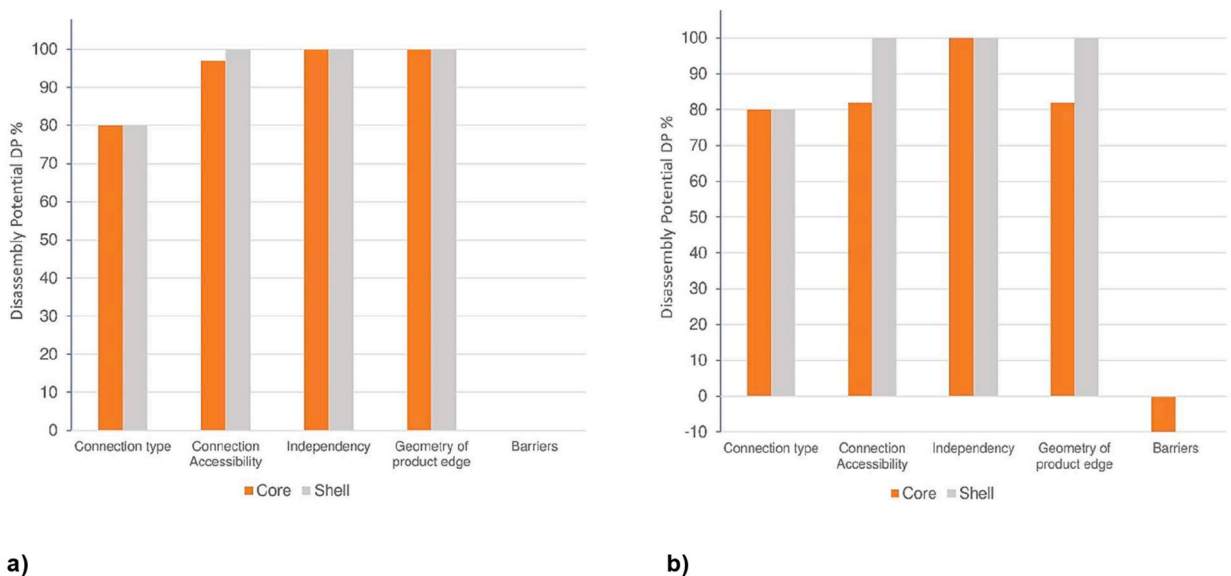 Disassembly Potential DP %
100
90
80
70
60
50
40
30
20
10
0
Connection type
Connection
Accessibility
Independency
Geometry of
product edge
Barriers
Core
Shell
a)
Disassembly Potential DP %
100
90
80
70
60
50
40
30
20
10
0
-10
Connection type
Connection
Accessibility
Independency
Geometry of
product edge
Barriers
Core
Shell
b)